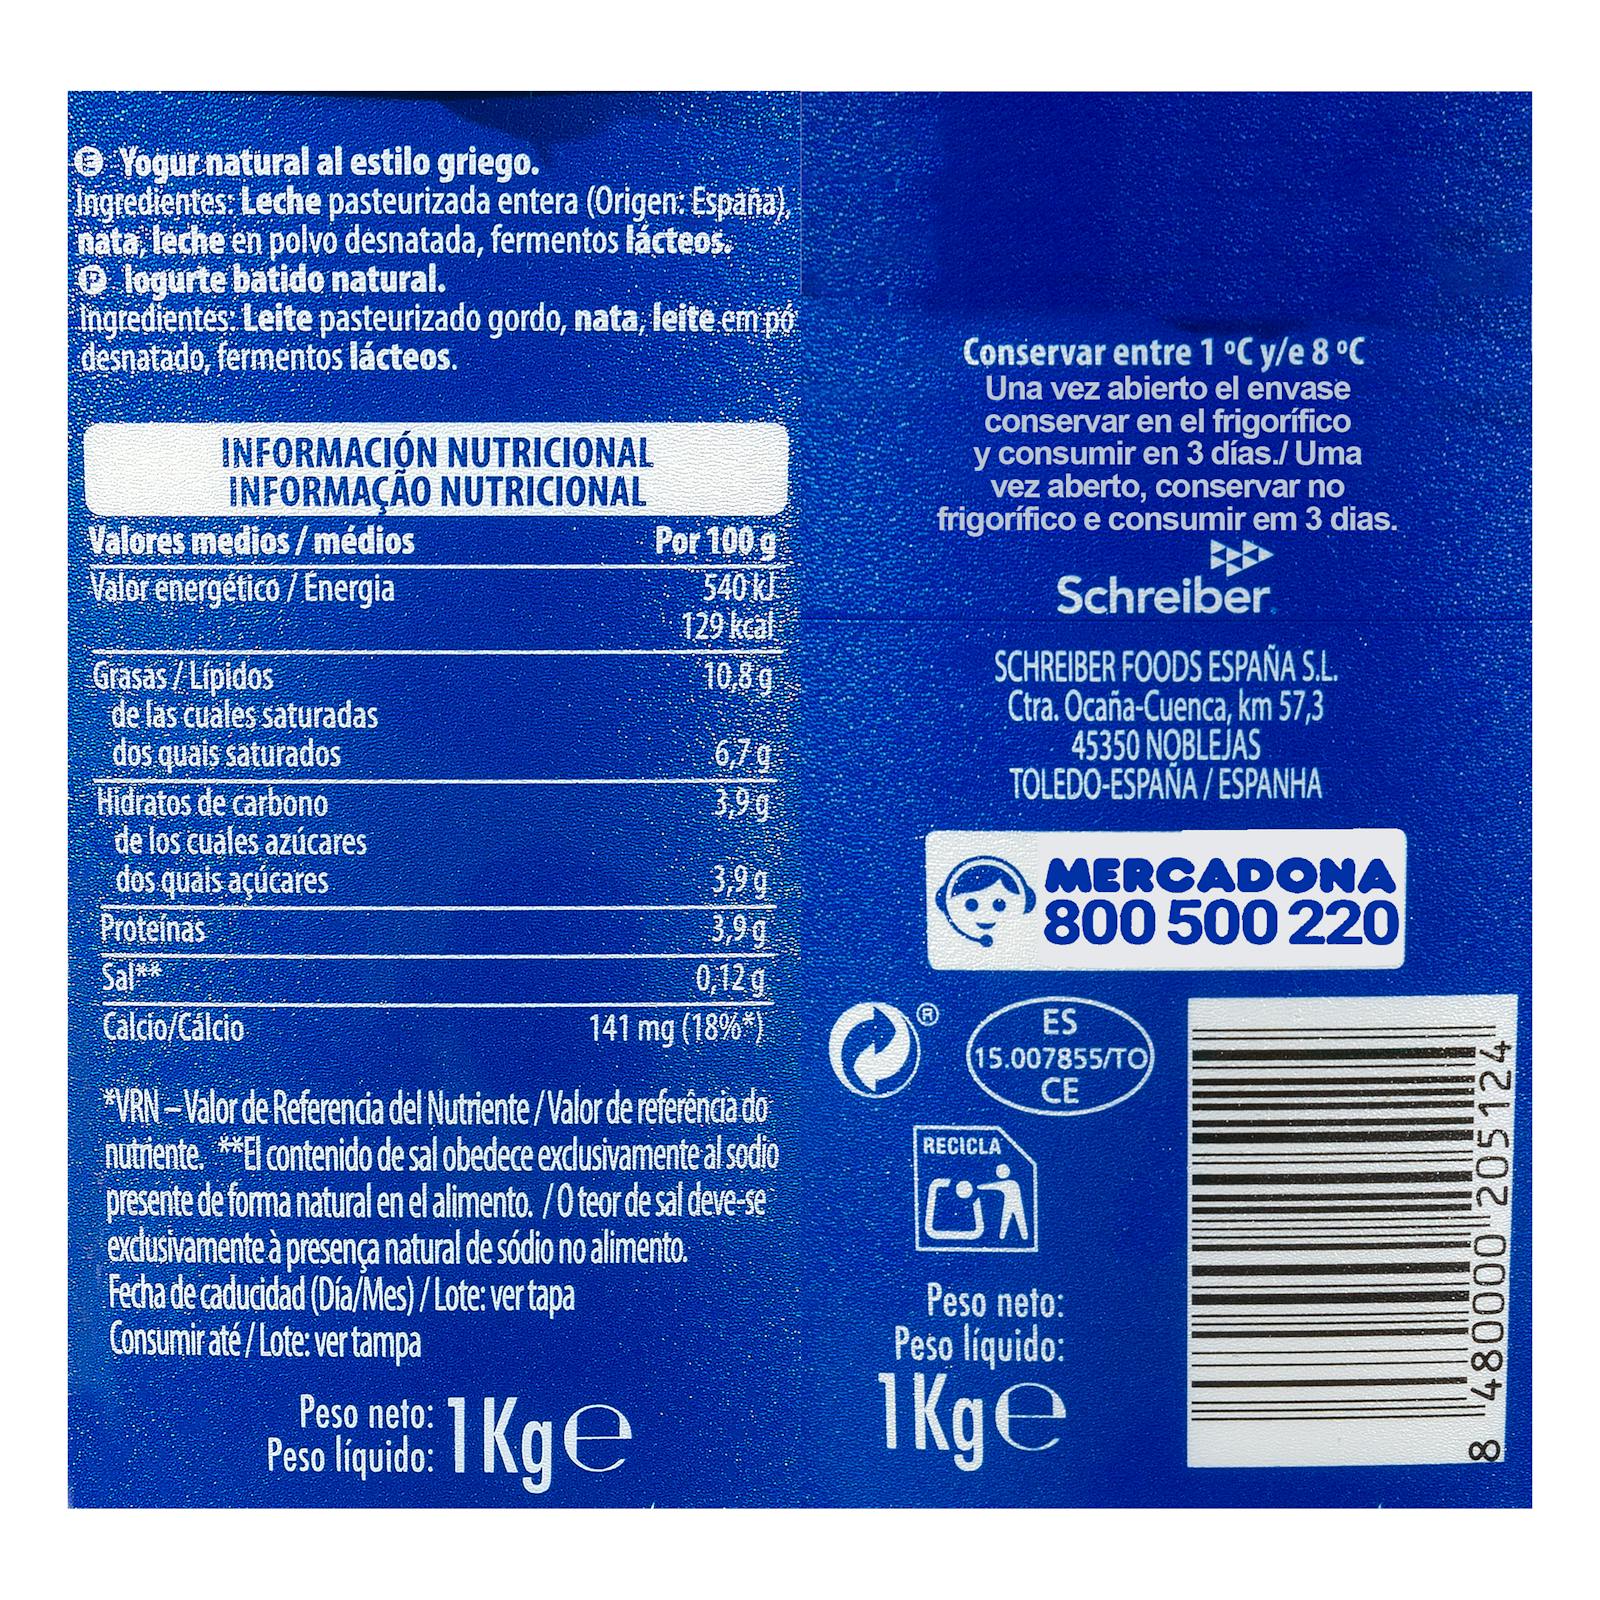 E Yogur natural al estilo griego.
Ingredientes: Leche pasteurizada entera (Origen: España),
nata, leche en polvo desnatada, fermentos lácteos.
P Iogurte batido natural.
Ingredientes: Leite pasteurizado gordo, nata, leite em pó
desnatado, fermentos lácteos.
INFORMACIÓN NUTRICIONAL
INFORMAÇÃO NUTRICIONAL
Valores medios / médios Por 100 g
Valor energético / Energia 540 kJ
129 kcal
Grasas / Lípidos 10,8 g
de las cuales saturadas
dos quais saturados 6,7 g
Hidratos de carbono 3,9 g
de los cuales azúcares
dos quais açúcares 3,9 g
Proteínas 3,9 g
Sal** 0,12 g
Calcio/Cálcio 141 mg (18%*)
*VRN – Valor de Referencia del Nutriente / Valor de referência do
nutriente. **El contenido de sal obedece exclusivamente al sodio
presente de forma natural en el alimento. / O teor de sal deve-se
exclusivamente à presença natural de sódio no alimento.
Fecha de caducidad (Día/Mes) / Lote: ver tapa
Consumir até / Lote: ver tampa
Peso neto:
Peso líquido: 1 Kg e
Conservar entre 1 ºC y/e 8 ºC
Una vez abierto el envase
conservar en el frigorífico
y consumir en 3 días./ Uma
vez aberto, conservar no
frigorífico e consumir em 3 dias.
Schreiber
SCHREIBER FOODS ESPAÑA S.L.
Ctra. Ocaña-Cuenca, km 57,3
45350 NOBLEJAS
TOLEDO-ESPAÑA / ESPANHA
MERCADONA
800 500 220
®
ES
15.007855/TO
CE
RECICLA
Peso neto:
Peso líquido:
1 Kg e
8 480000 205124